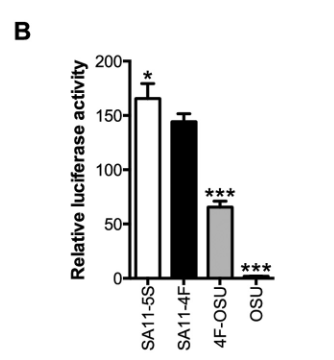 B
Relative luciferase activity
200
150
100
50
0
*
***
***
SA11-5S
SA11-4F
4F-OSU
OSU